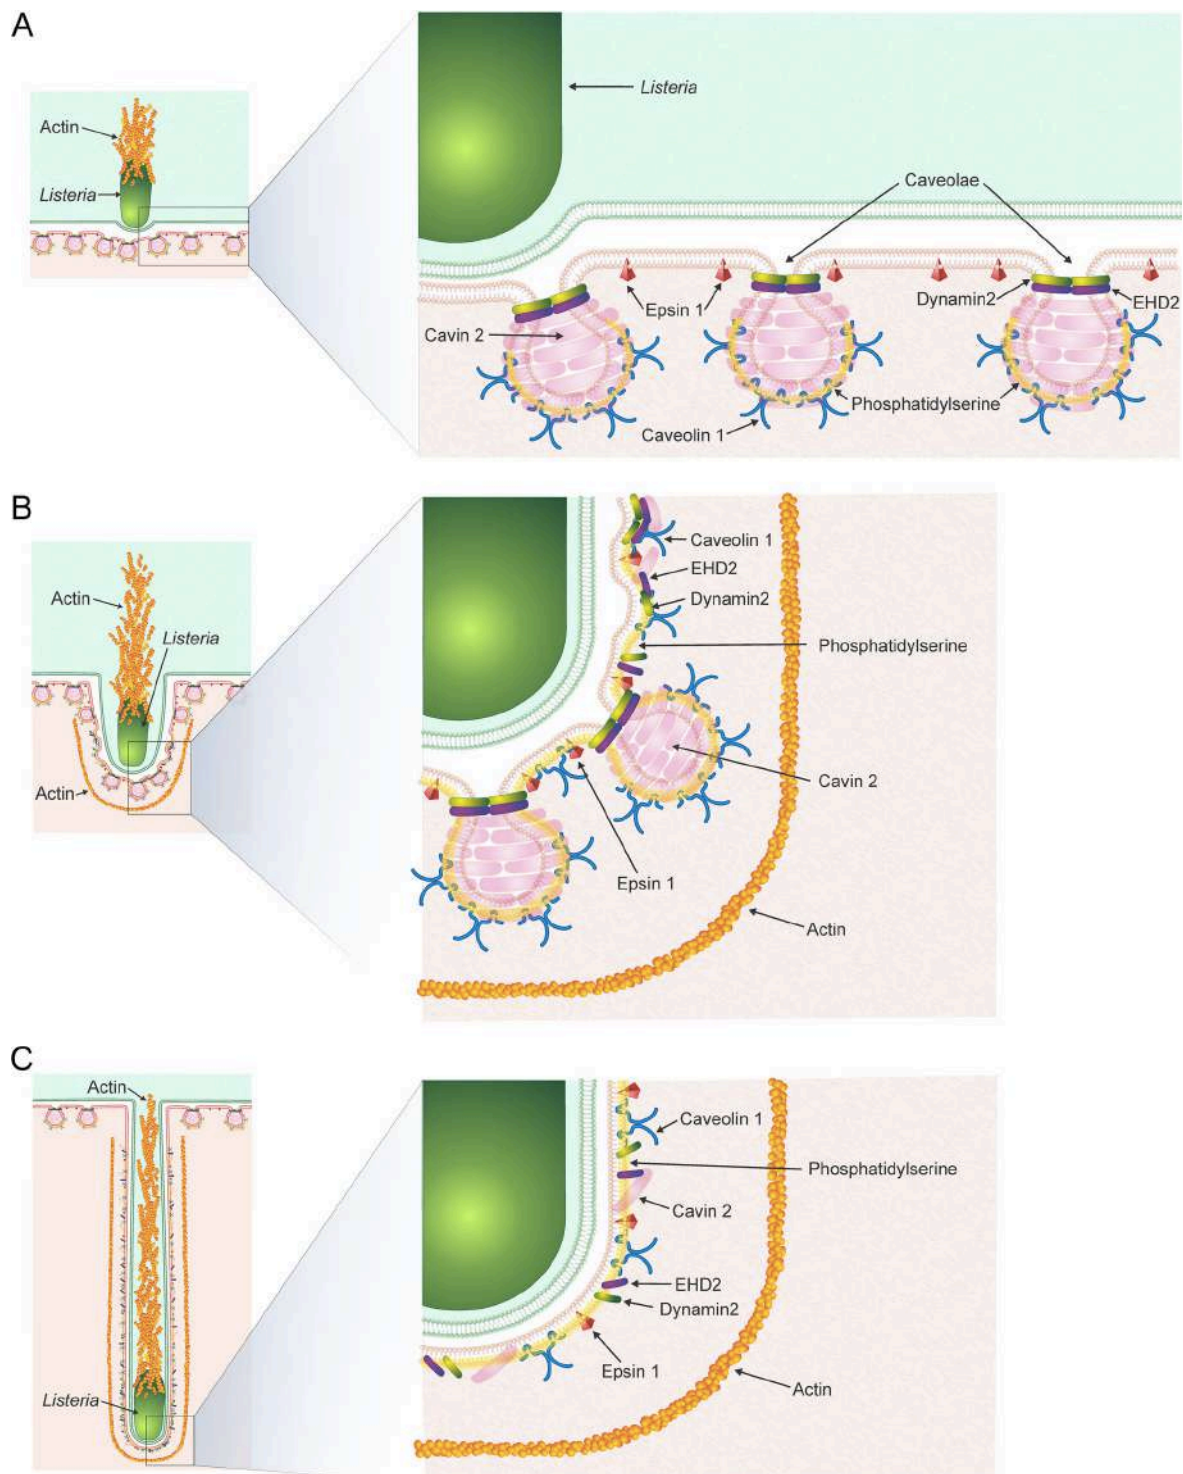 A
Actin
Listeria
Listeria
Caveolae
Epsin 1
Dynamin2
EHD2
Cavin 2
Phosphatidylserine
Caveolin 1
B
Actin
Listeria
Actin
Caveolin 1
EHD2
Dynamin2
Phosphatidylserine
Cavin 2
Epsin 1
Actin
C
Actin
Listeria
Caveolin 1
Phosphatidylserine
Cavin 2
EHD2
Dynamin2
Epsin 1
Actin